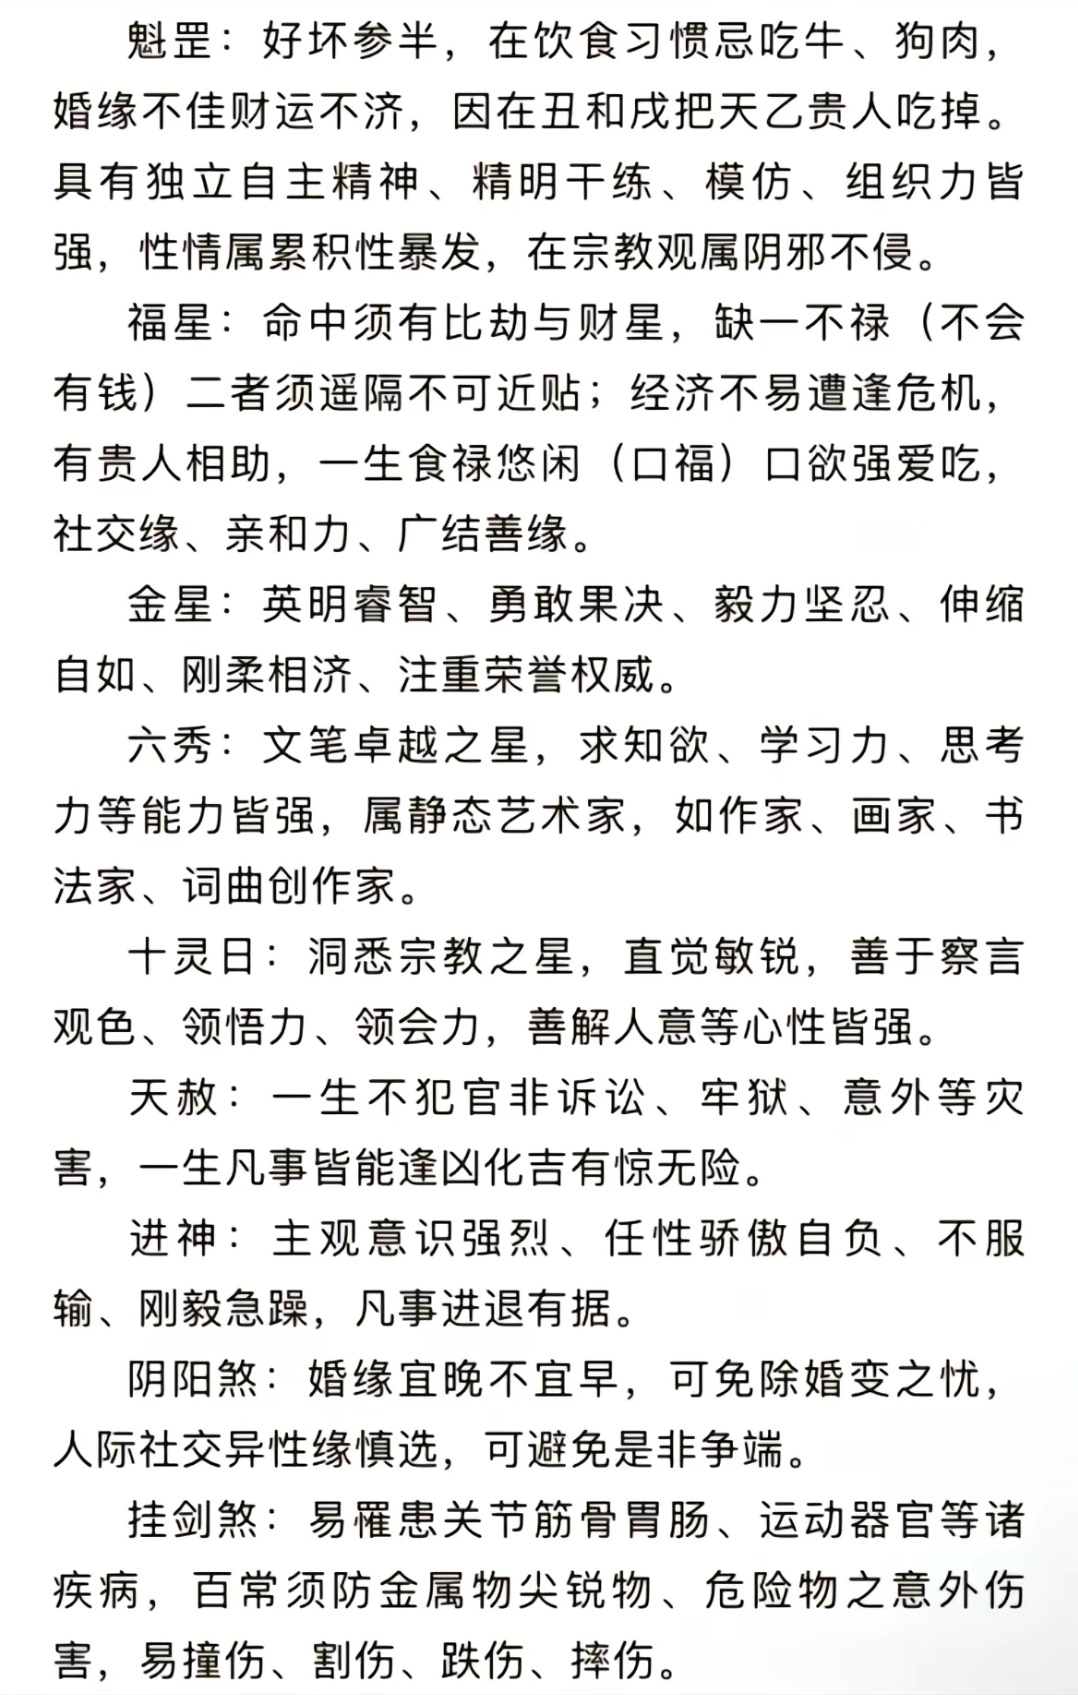 魁罡：好坏参半，在饮食习惯忌吃牛、狗肉，
婚缘不佳财运不济，因在丑和戌把天乙贵人吃掉。
具有独立自主精神、精明干练、模仿、组织力皆
强，性情属累积性暴发，在宗教观属阴邪不侵。
福星：命中须有比劫与财星，缺一不禄（不会
有钱）二者须遥隔不可近贴；经济不易遭逢危机，
有贵人相助，一生食禄悠闲（口福）口欲强爱吃，
社交缘、亲和力、广结善缘。
金星：英明睿智、勇敢果决、毅力坚忍、伸缩
自如、刚柔相济、注重荣誉权威。
六秀：文笔卓越之星，求知欲、学习力、思考
力等能力皆强，属静态艺术家，如作家、画家、书
法家、词曲创作家。
十灵日：洞悉宗教之星，直觉敏锐，善于察言
观色、领悟力、领会力，善解人意等心性皆强。
天赦：一生不犯官非诉讼、牢狱、意外等灾
害，一生凡事皆能逢凶化吉有惊无险。
进神：主观意识强烈、任性骄傲自负、不服
输、刚毅急躁，凡事进退有据。
阴阳煞：婚缘宜晚不宜早，可免除婚变之忧，
人际社交异性缘慎选，可避免是非争端。
挂剑煞：易罹患关节筋骨胃肠、运动器官等诸
疾病，百常须防金属物尖锐物、危险物之意外伤
害，易撞伤、割伤、跌伤、摔伤。